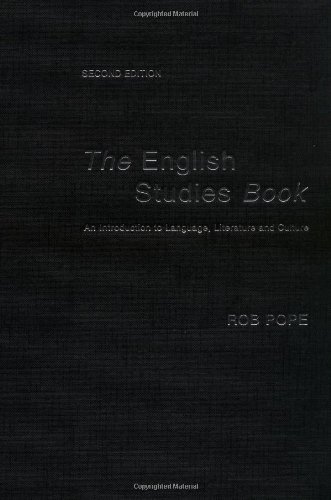 SECOND EDITION
The English
Studies Book
An Introduction to Language, Literature and Culture
ROB POPE